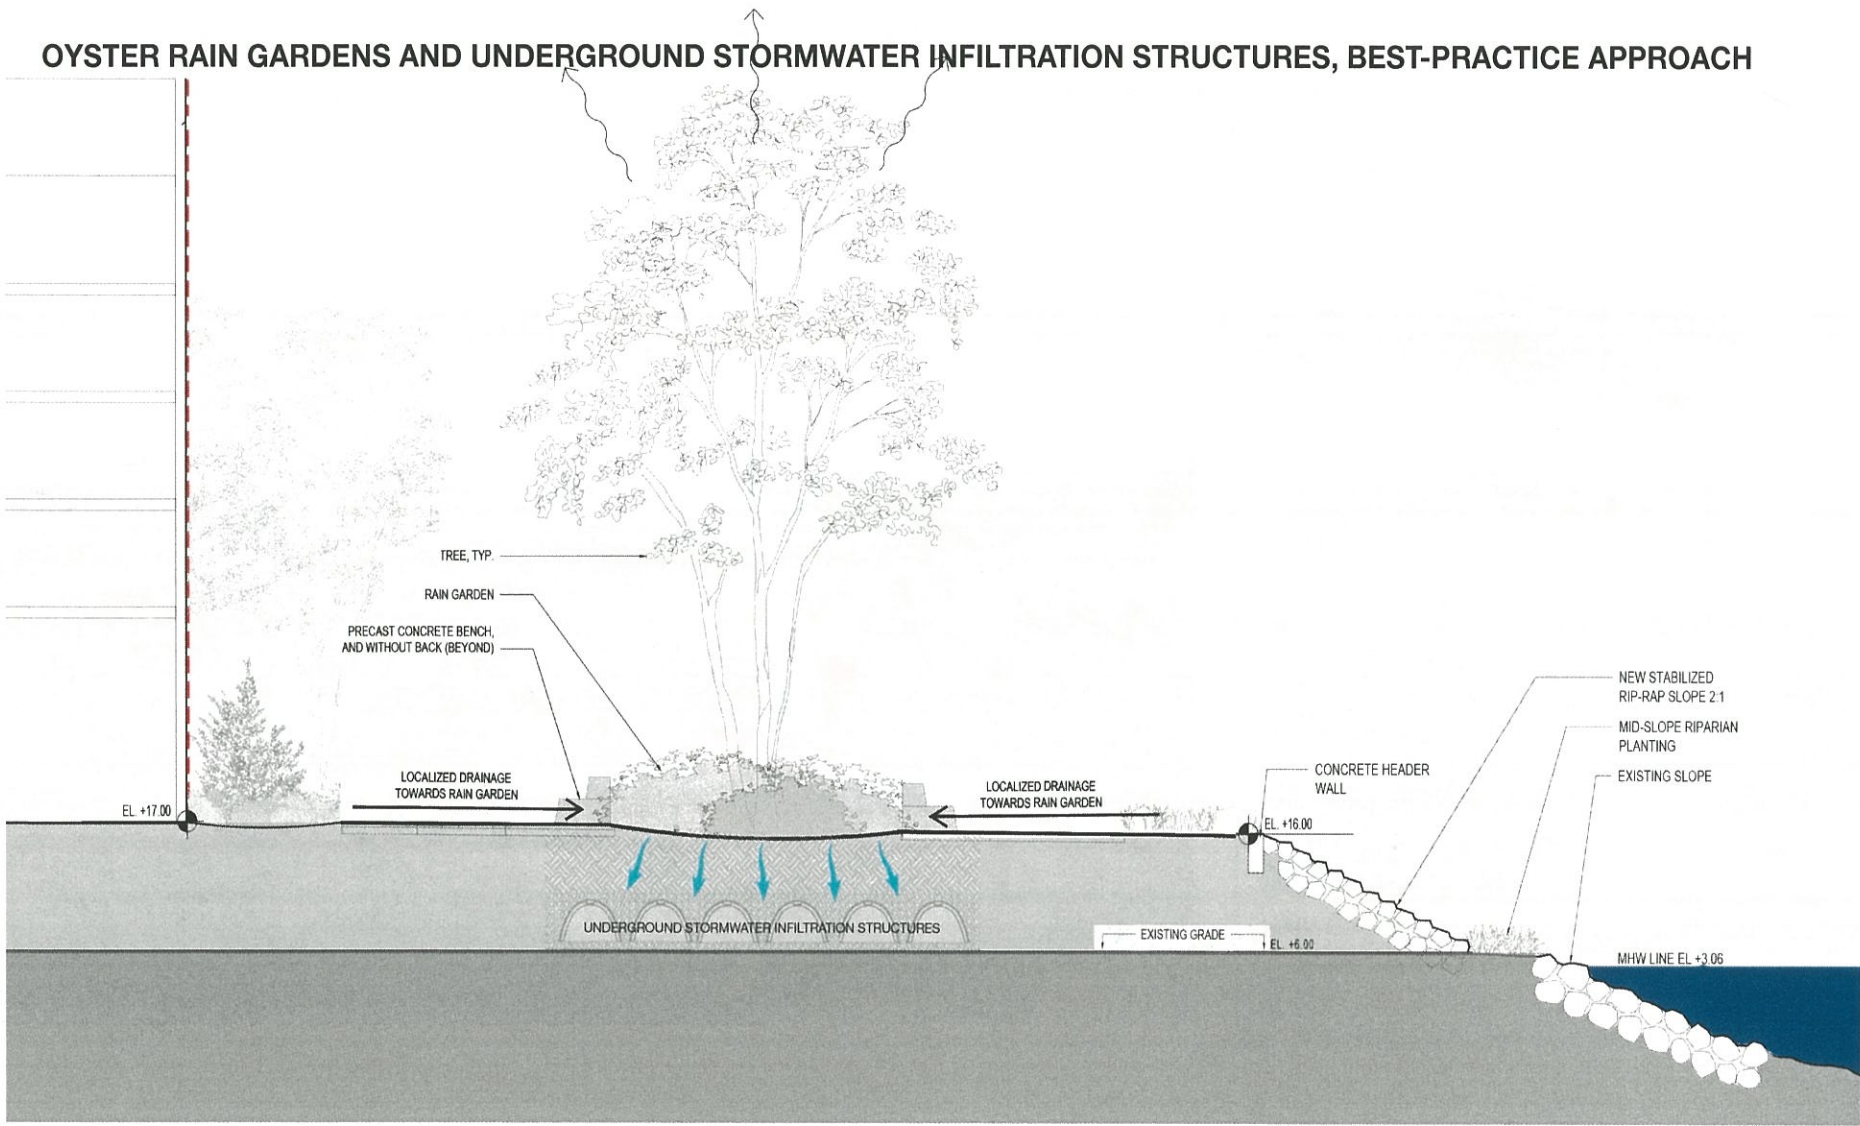 OYSTER RAIN GARDENS AND UNDERGROUND STORMWATER INFILTRATION STRUCTURES, BEST-PRACTICE APPROACH
TREE, TYP.
RAIN GARDEN
PRECAST CONCRETE BENCH,
AND WITHOUT BACK (BEYOND)
NEW STABILIZED
RIP-RAP SLOPE 2:1
MID-SLOPE RIPARIAN
PLANTING
EXISTING SLOPE
CONCRETE HEADER
WALL
LOCALIZED DRAINAGE
TOWARDS RAIN GARDEN
LOCALIZED DRAINAGE
TOWARDS RAIN GARDEN
EL. +17.00
EL. +16.00
UNDERGROUND STORMWATER INFILTRATION STRUCTURES
EXISTING GRADE
EL. +6.00
MHW LINE EL +3.06